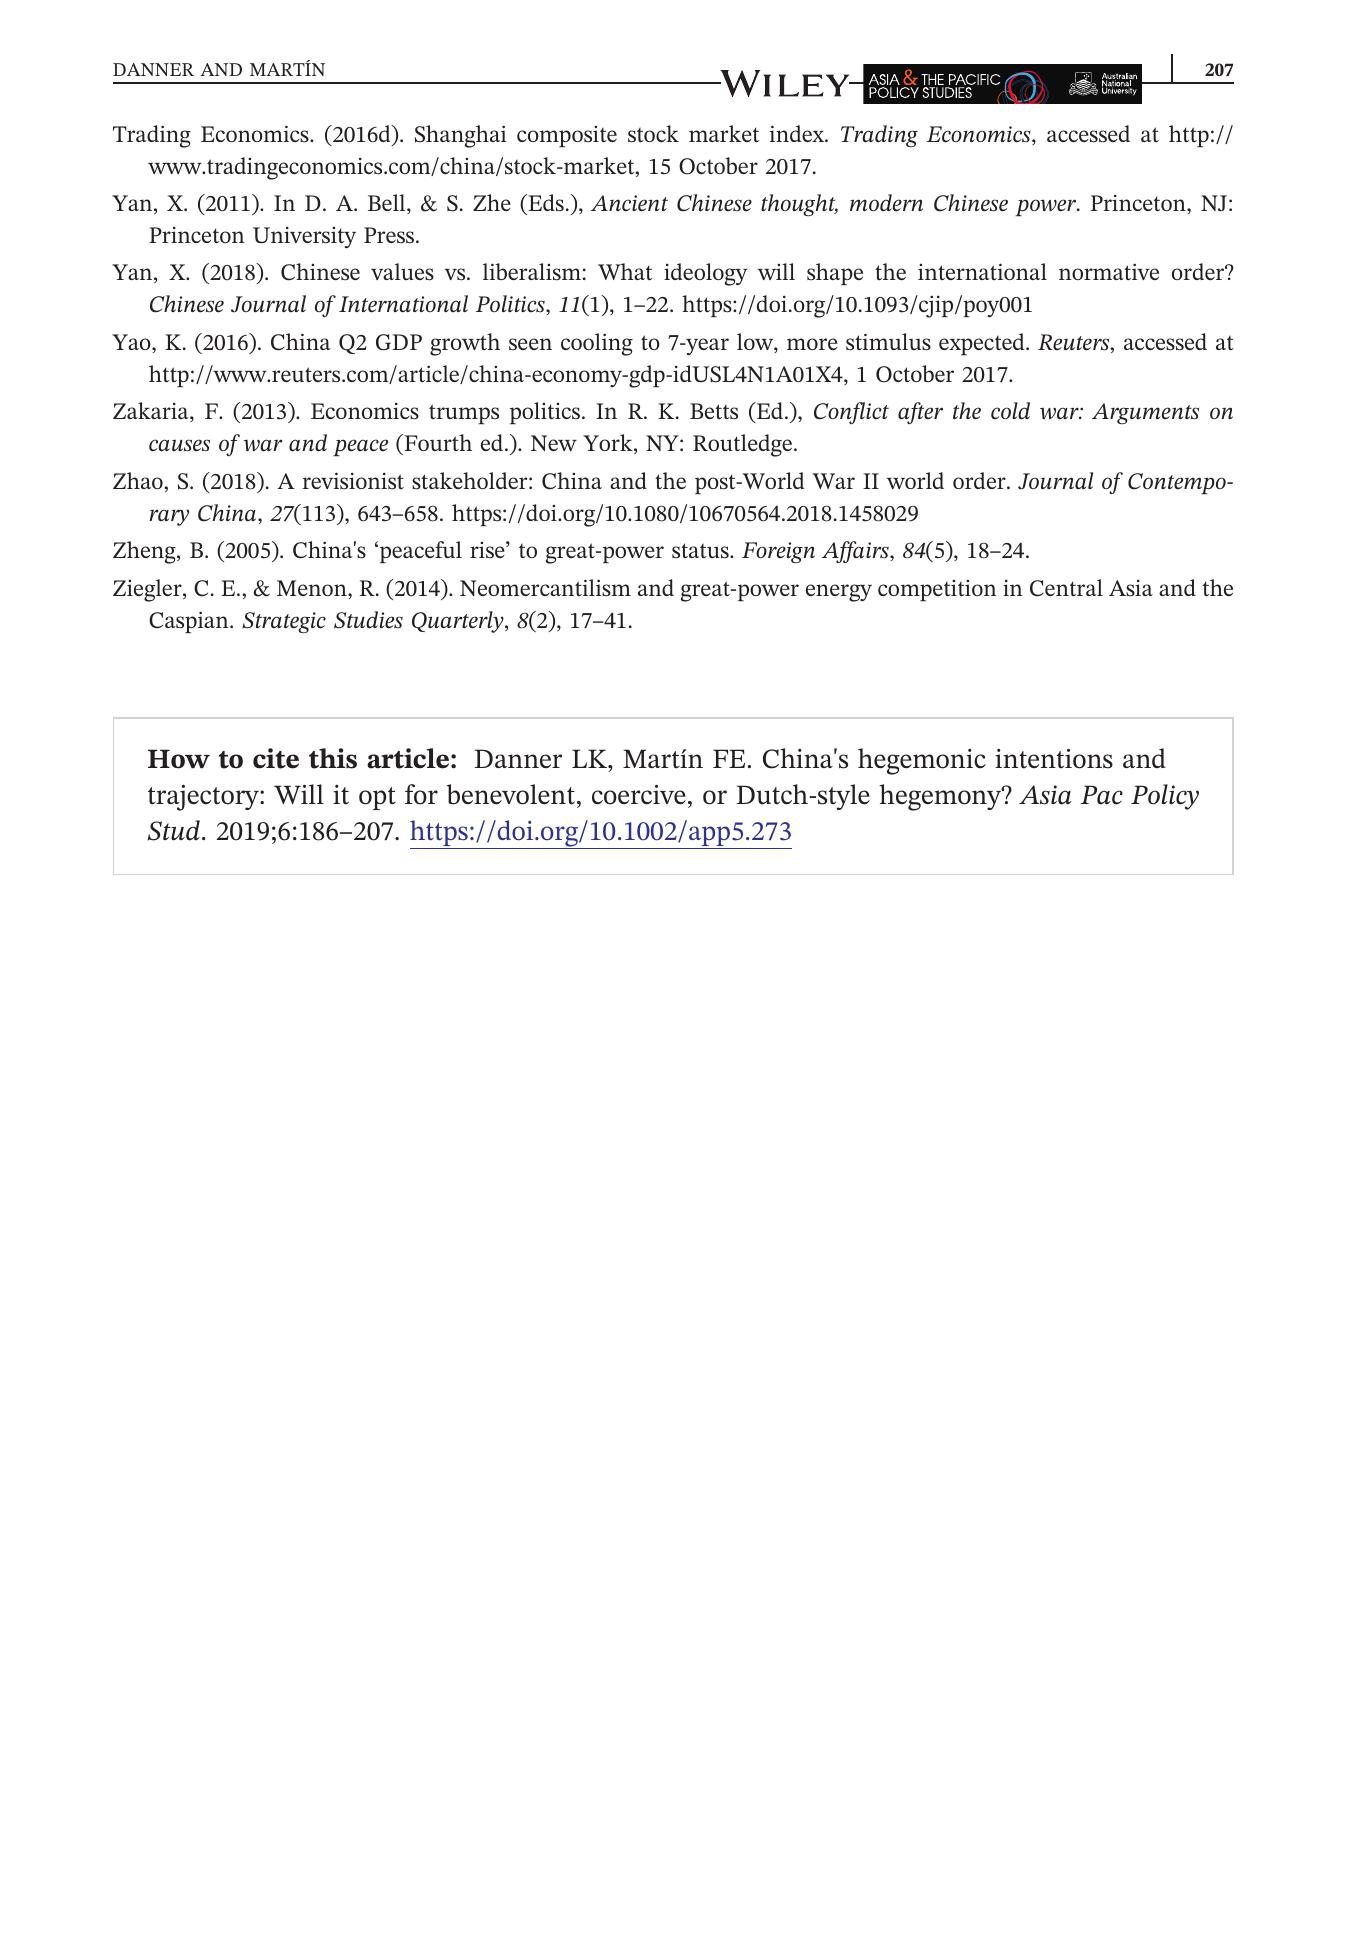 DANNER AND MARTÍN
WILEY
ASIA & THE PACIFIC
POLICY STUDIES
Australian
National
University
207
Trading Economics. (2016d). Shanghai composite stock market index. Trading Economics, accessed at http://
www.tradingeconomics.com/china/stock-market, 15 October 2017.
Yan, X. (2011). In D. A. Bell, & S. Zhe (Eds.), Ancient Chinese thought, modern Chinese power. Princeton, NJ:
Princeton University Press.
Yan, X. (2018). Chinese values vs. liberalism: What ideology will shape the international normative order?
Chinese Journal of International Politics, 11(1), 1–22. https://doi.org/10.1093/cjip/poy001
Yao, K. (2016). China Q2 GDP growth seen cooling to 7-year low, more stimulus expected. Reuters, accessed at
http://www.reuters.com/article/china-economy-gdp-idUSL4N1A01X4, 1 October 2017.
Zakaria, F. (2013). Economics trumps politics. In R. K. Betts (Ed.), Conflict after the cold war: Arguments on
causes of war and peace (Fourth ed.). New York, NY: Routledge.
Zhao, S. (2018). A revisionist stakeholder: China and the post-World War II world order. Journal of Contempo-
rary China, 27(113), 643–658. https://doi.org/10.1080/10670564.2018.1458029
Zheng, B. (2005). China's ‘peaceful rise’ to great-power status. Foreign Affairs, 84(5), 18–24.
Ziegler, C. E., & Menon, R. (2014). Neomercantilism and great-power energy competition in Central Asia and the
Caspian. Strategic Studies Quarterly, 8(2), 17–41.
How to cite this article: Danner LK, Martín FE. China's hegemonic intentions and
trajectory: Will it opt for benevolent, coercive, or Dutch-style hegemony? Asia Pac Policy
Stud. 2019;6:186–207. https://doi.org/10.1002/app5.273